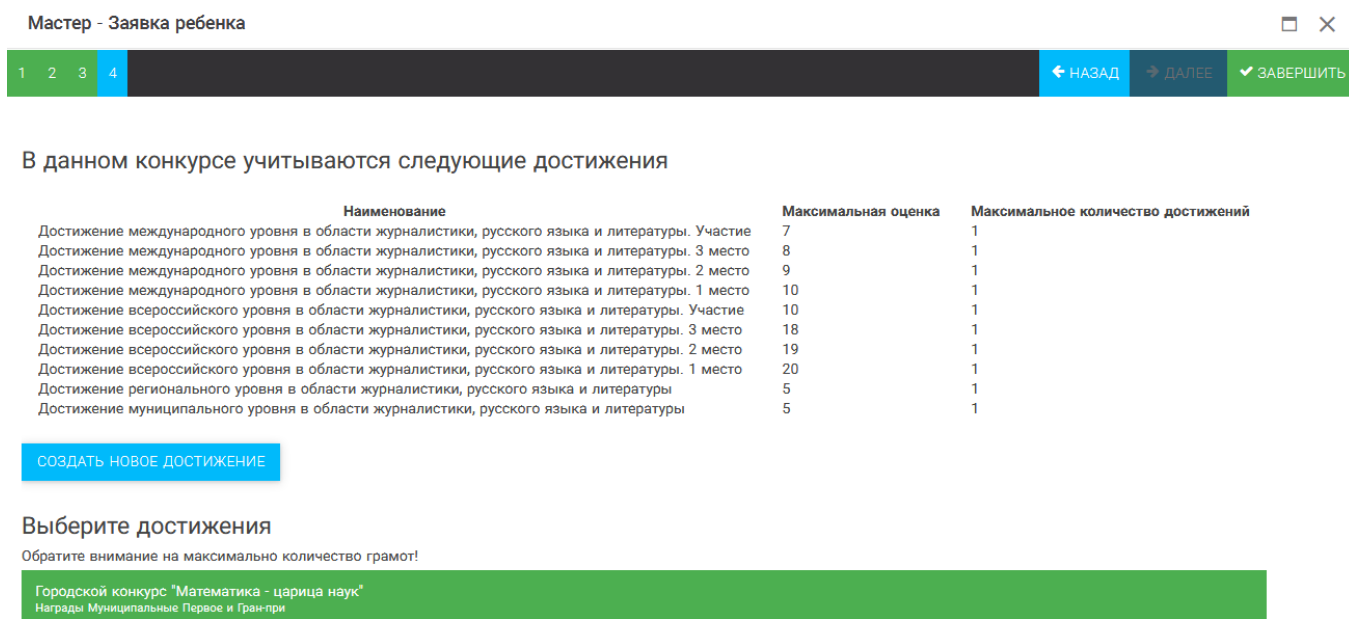 Мастер - Заявка ребенка
1 2 3 4 НАЗАД ДАЛЕЕ ЗАВЕРШИТЬ
В данном конкурсе учитываются следующие достижения
Наименование Максимальная оценка Максимальное количество достижений
Достижение международного уровня в области журналистики, русского языка и литературы. Участие 7 1
Достижение международного уровня в области журналистики, русского языка и литературы. 3 место 8 1
Достижение международного уровня в области журналистики, русского языка и литературы. 2 место 9 1
Достижение международного уровня в области журналистики, русского языка и литературы. 1 место 10 1
Достижение всероссийского уровня в области журналистики, русского языка и литературы. Участие 10 1
Достижение всероссийского уровня в области журналистики, русского языка и литературы. 3 место 18 1
Достижение всероссийского уровня в области журналистики, русского языка и литературы. 2 место 19 1
Достижение всероссийского уровня в области журналистики, русского языка и литературы. 1 место 20 1
Достижение регионального уровня в области журналистики, русского языка и литературы 5 1
Достижение муниципального уровня в области журналистики, русского языка и литературы 5 1
СОЗДАТЬ НОВОЕ ДОСТИЖЕНИЕ
Выберите достижения
Обратите внимание на максимально количество грамот!
Городской конкурс "Математика - царица наук"
Награды Муниципальные Первое и Гран-при